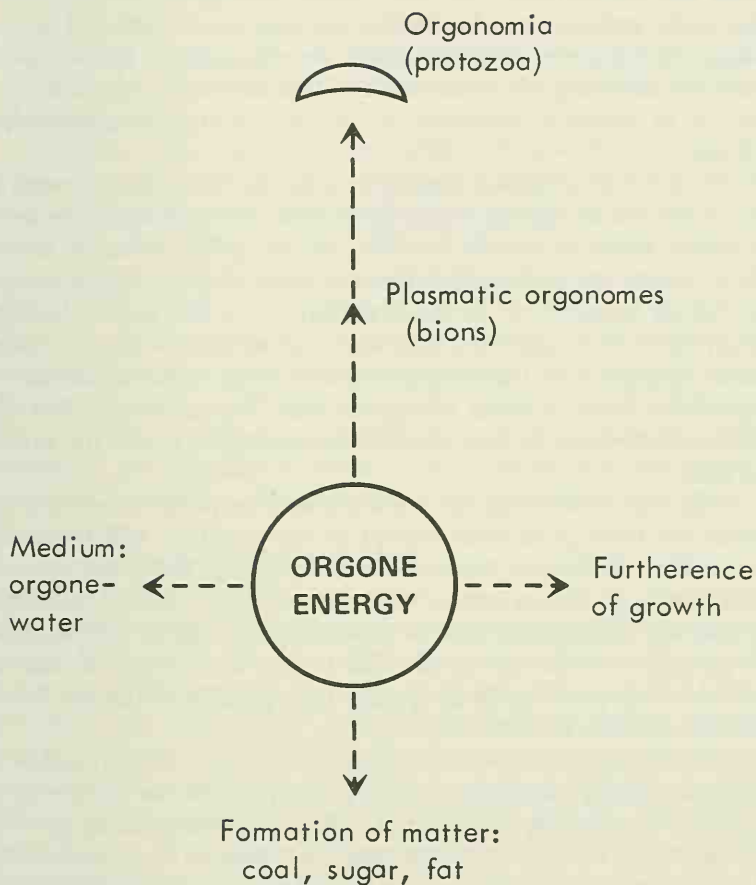 Orgonomia
(protozoa)
Plasmatic orgonomes
(bions)
Medium:
orgone-
water
ORGONE
ENERGY
Furtherence
of growth
Formation of matter:
coal, sugar, fat